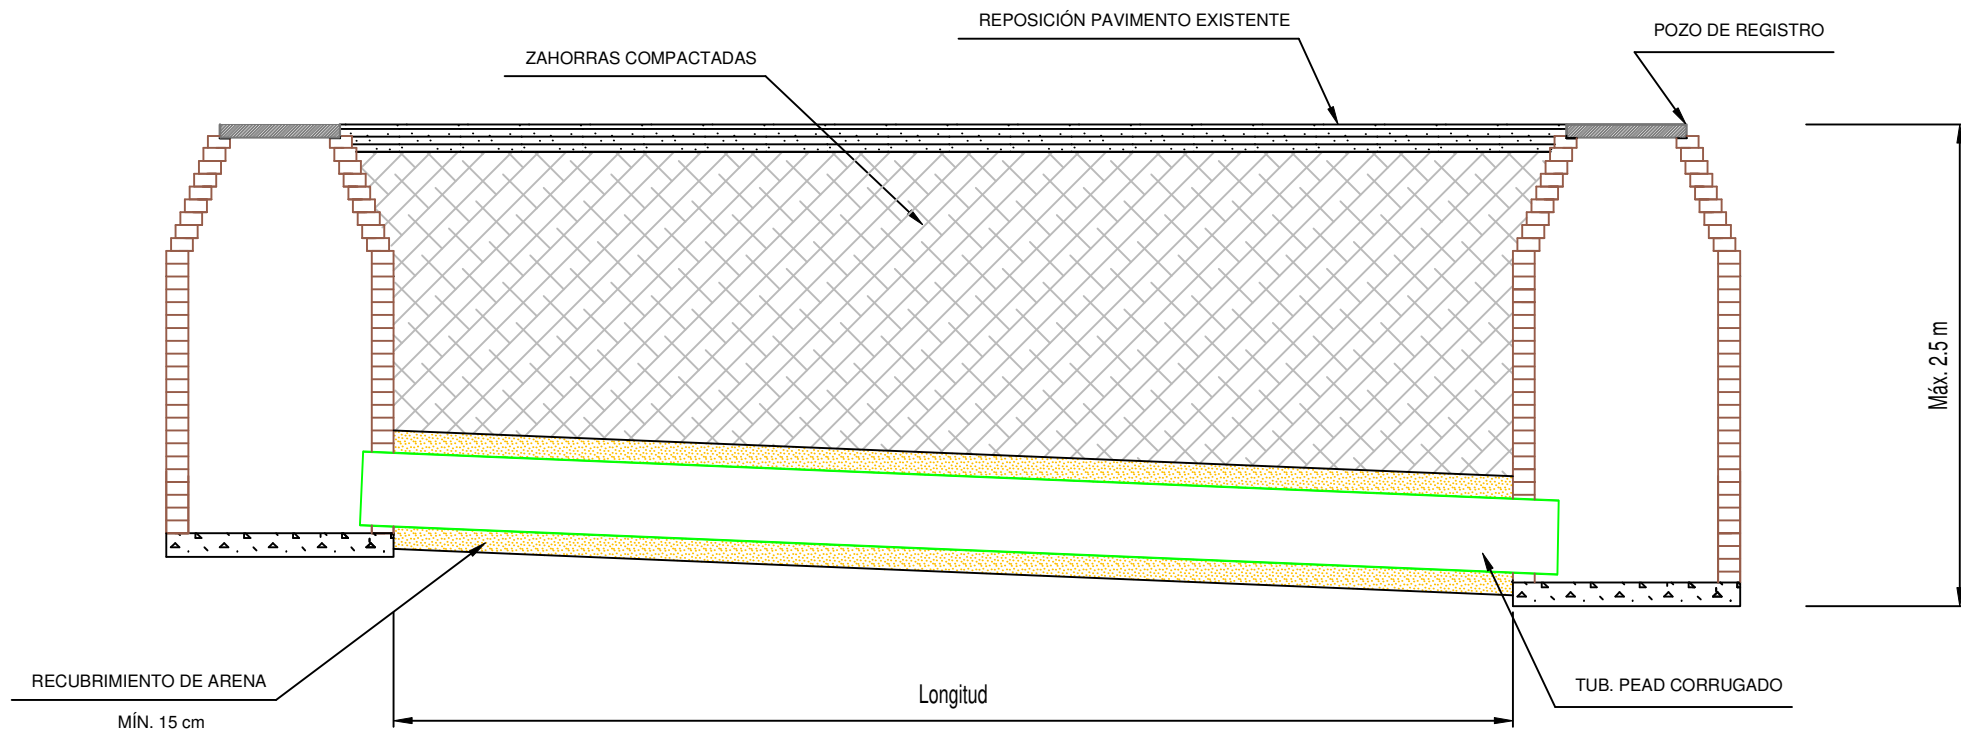 REPOSICIÓN PAVIMENTO EXISTENTE
POZO DE REGISTRO
ZAHORRAS COMPACTADAS
Máx. 2.5 m
RECUBRIMIENTO DE ARENA
MÍN. 15 cm
Longitud
TUB. PEAD CORRUGADO